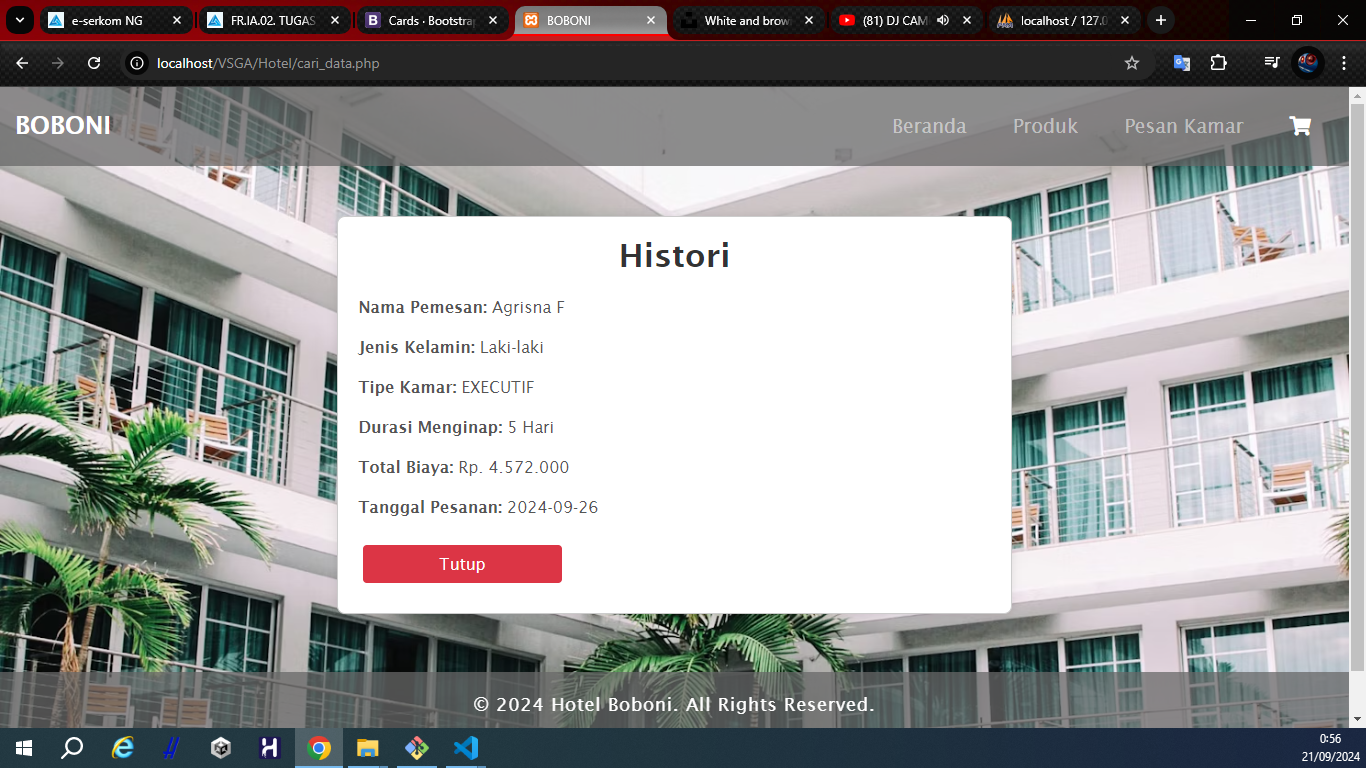 e-serkom NG
FR.IA.02. TUGAS
Cards · Bootstrap
BOBONI
White and brow
(81) DJ CAM
localhost / 127.0
localhost/VSGA/Hotel/cari_data.php
BOBONI
Beranda
Produk
Pesan Kamar
Histori
Nama Pemesan: Agrisna F
Jenis Kelamin: Laki-laki
Tipe Kamar: EXECUTIF
Durasi Menginap: 5 Hari
Total Biaya: Rp. 4.572.000
Tanggal Pesanan: 2024-09-26
Tutup
© 2024 Hotel Boboni. All Rights Reserved.
0:56
21/09/2024